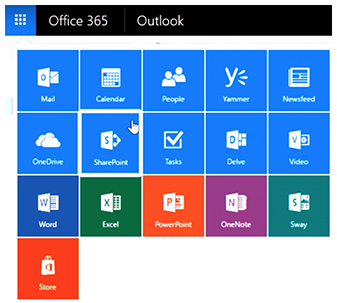 Office 365 Outlook
Mail Calendar People Yammer Newsfeed
OneDrive SharePoint Tasks Delve Video
Word Excel PowerPoint OneNote Sway
Store